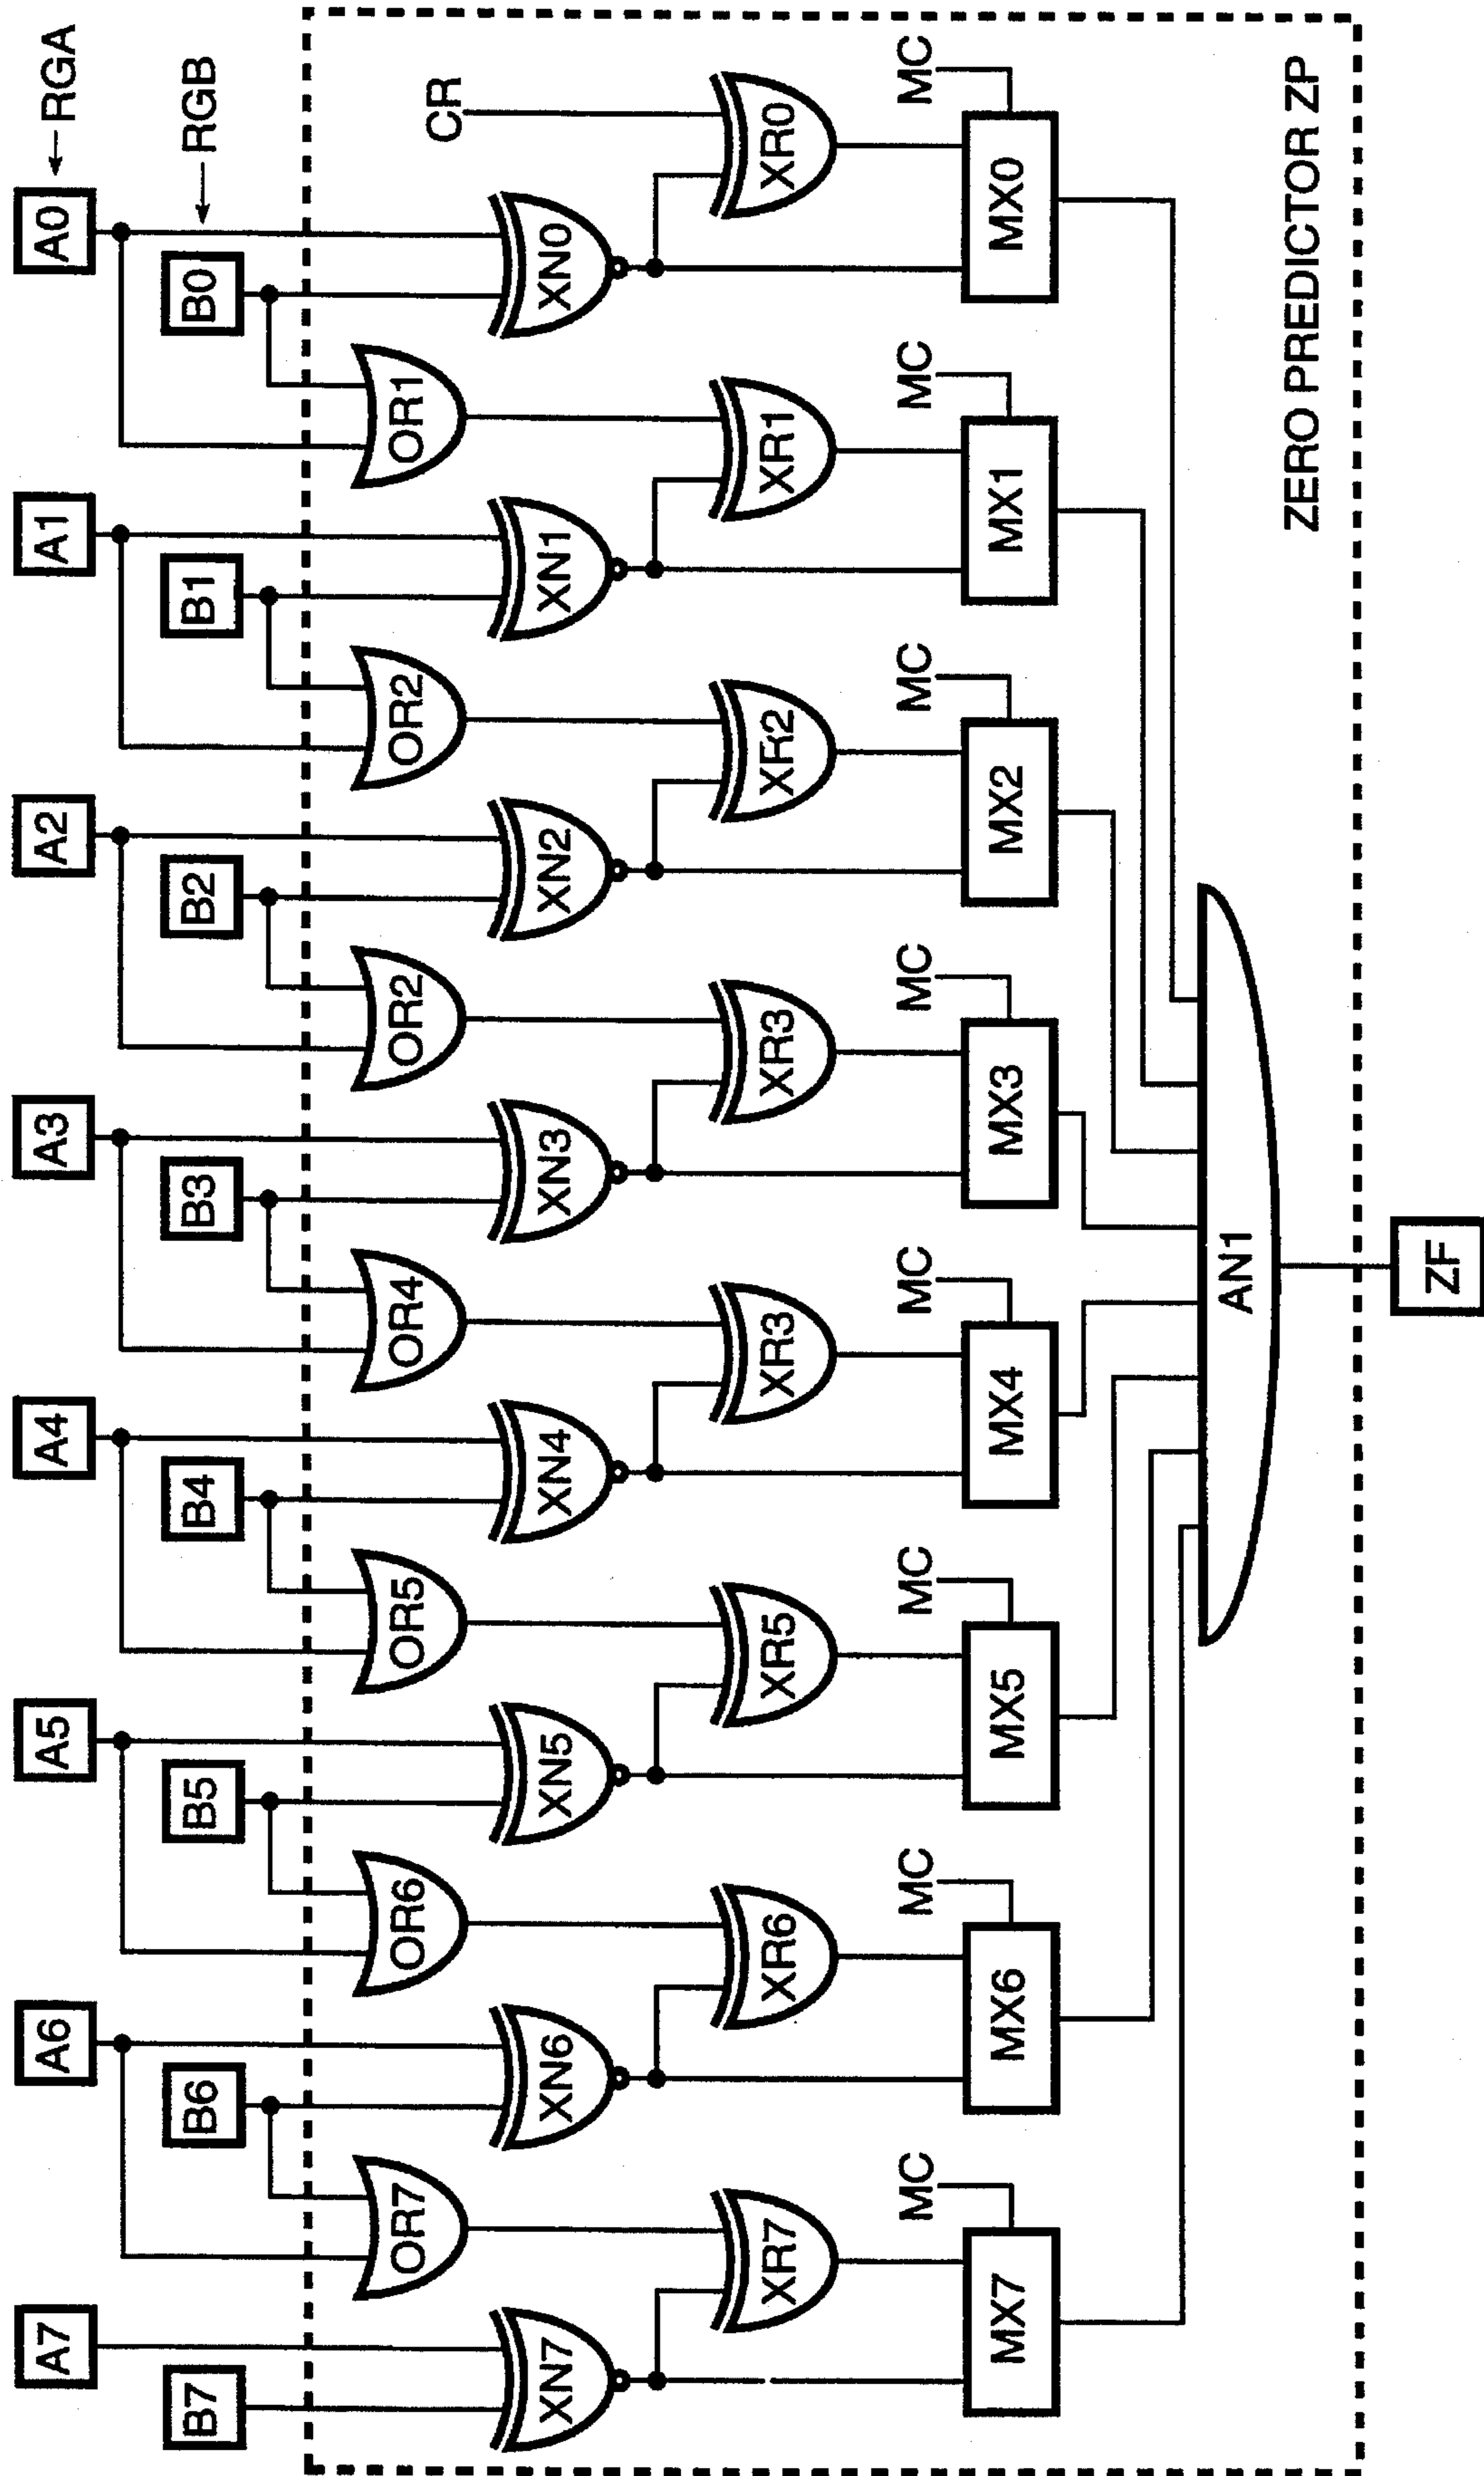 A7
A6
A5
A4
A3
A2
A1
A0
←RGA
B7
B6
B5
B4
B3
B2
B1
B0
←RGB
OR7
OR6
OR5
OR4
OR2
OR2
OR1
CR
XN7
XN6
XN5
XN4
XN3
XN2
XN1
XN0
XR7
XR6
XR5
XR3
XR3
XR2
XR1
XR0
MC
MC
MC
MC
MC
MC
MC
MC
MX7
MX6
MX5
MX4
MX3
MX2
MX1
MX0
AN1
ZERO PREDICTOR ZP
ZF